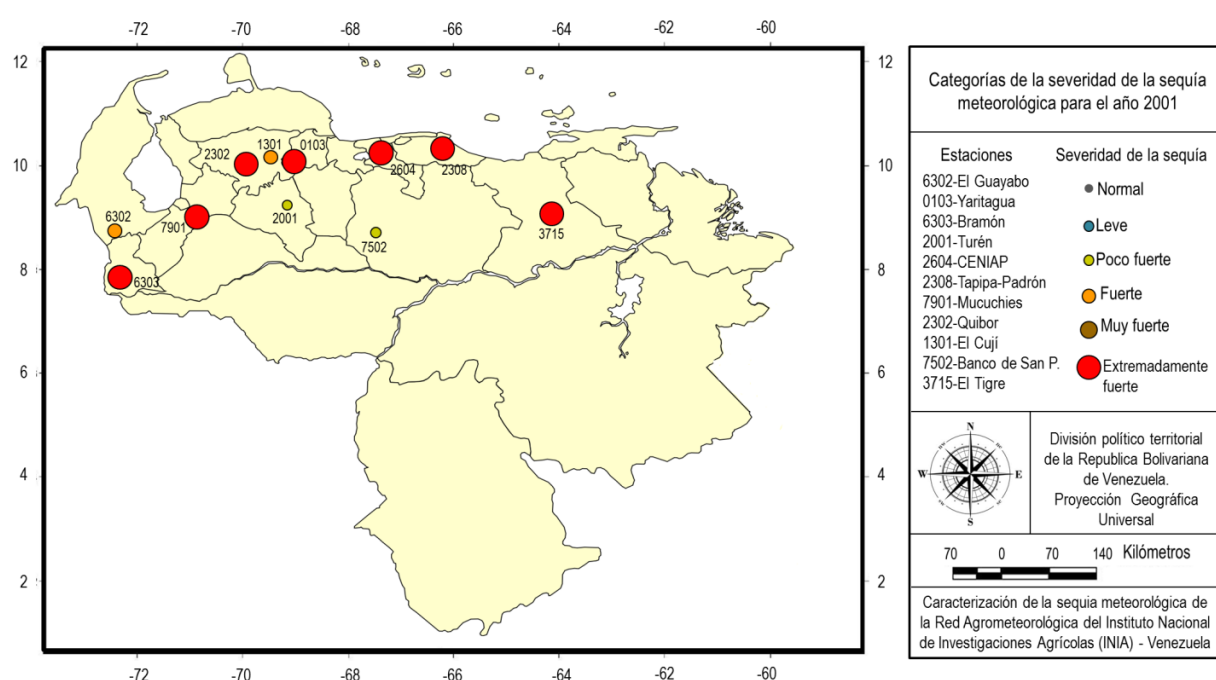 -72 -70 -68 -66 -64 -62 -60
12 12
Categorías de la severidad de la sequía
meteorológica para el año 2001
1301
0103
2302
10 10
2604
2308
Estaciones
6302-El Guayabo
0103-Yaritagua
6303-Bramón
2001-Turén
2604-CENIAP
2308-Tapipa-Padrón
7901-Mucuchies
2302-Quibor
1301-El Cují
7502-Banco de San P.
3715-El Tigre
Severidad de la sequía
Normal
Leve
Poco fuerte
Fuerte
Muy fuerte
Extremadamente
fuerte
6302
7901
2001
7502
3715
8 8
6303
6 6
4 4
2 2
N
W E
S
División político territorial
de la Republica Bolivariana
de Venezuela.
Proyección Geográfica
Universal
70 0 70 140 Kilómetros
Caracterización de la sequia meteorológica de
la Red Agrometeorológica del Instituto Nacional
de Investigaciones Agrícolas (INIA) - Venezuela
-72 -70 -68 -66 -64 -62 -60